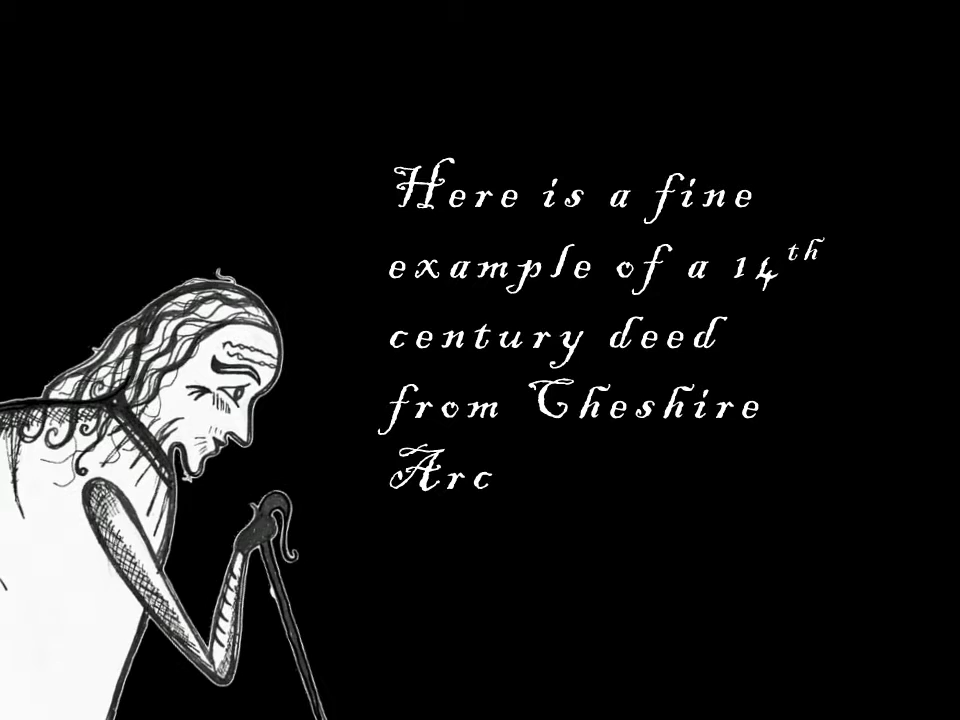 Here is a fine
example of a 14th
century deed
from Cheshire
Arc